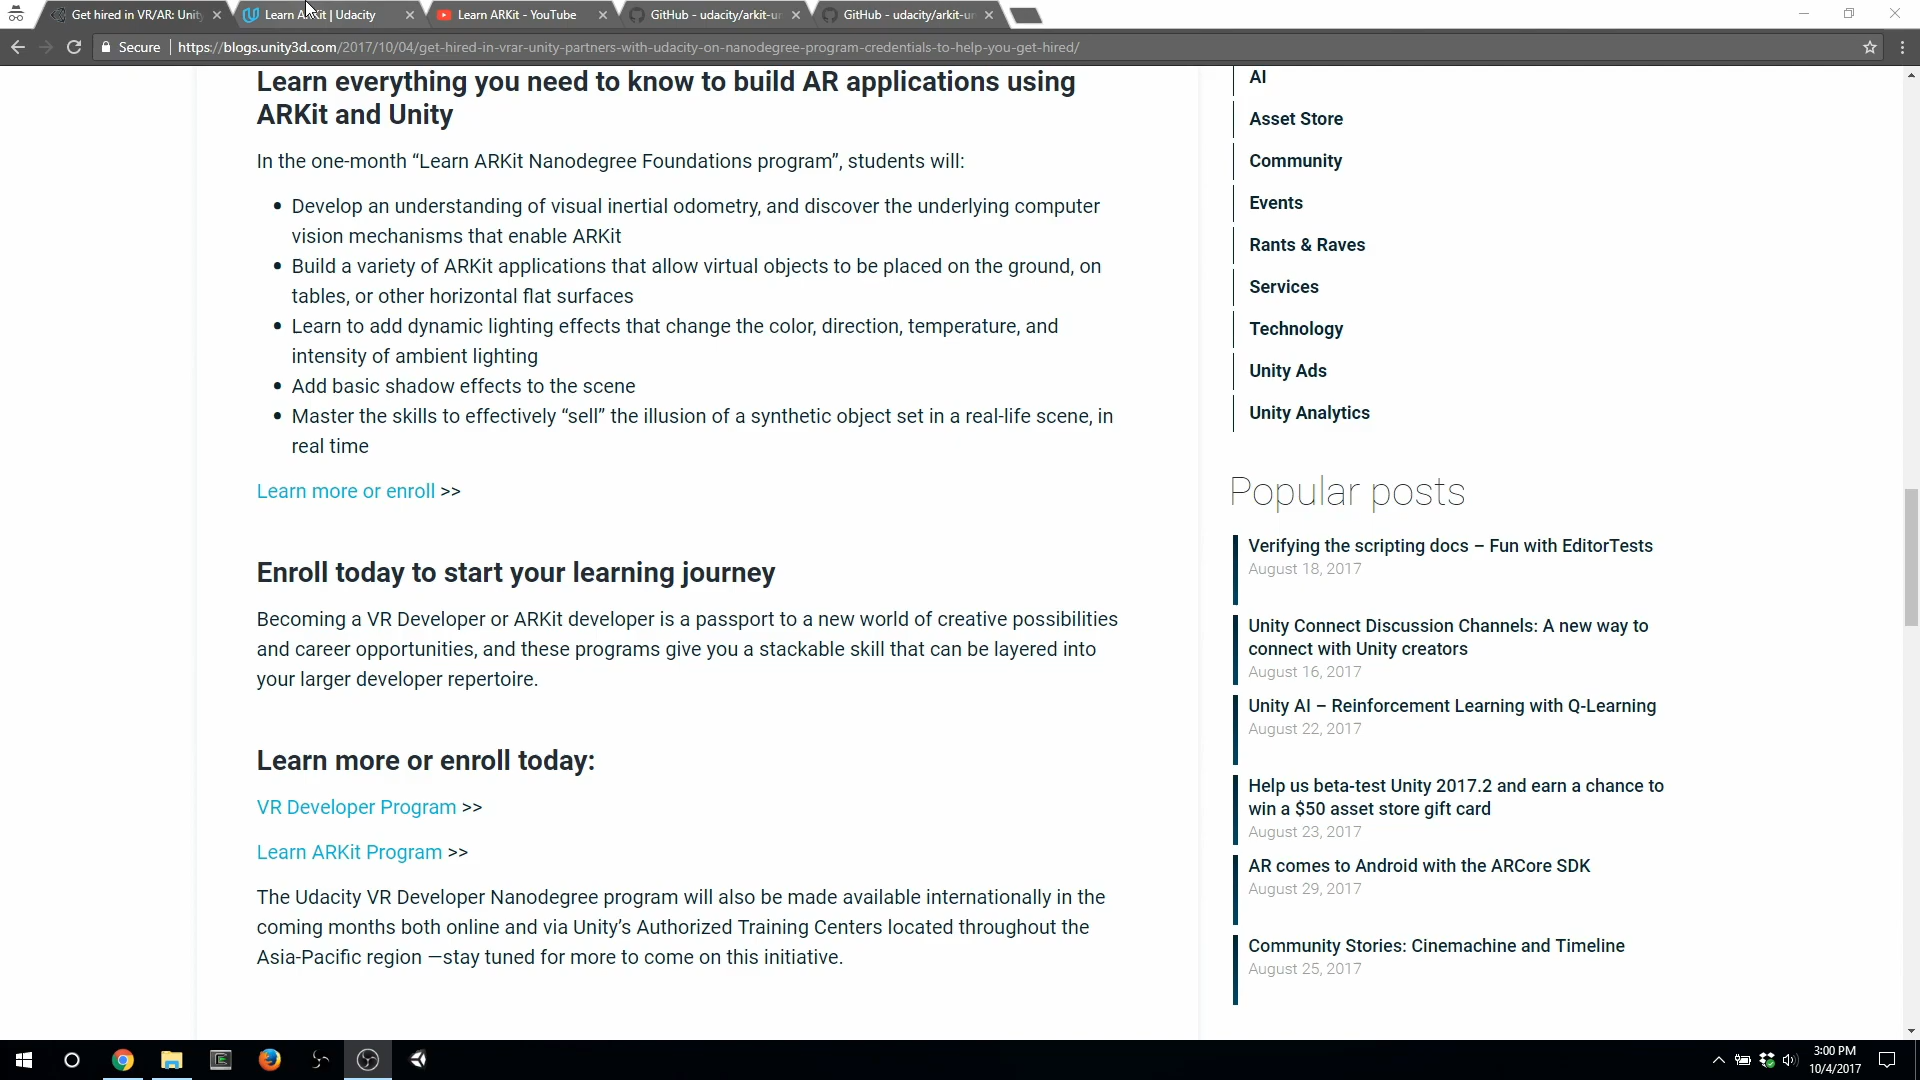 Get hired in VR/AR: Unity
Learn ARKit | Udacity
Learn ARKit - YouTube
GitHub - udacity/arkit-ur
GitHub - udacity/arkit-ur
Secure
https://blogs.unity3d.com/2017/10/04/get-hired-in-vrar-unity-partners-with-udacity-on-nanodegree-program-credentials-to-help-you-get-hired/
Learn everything you need to know to build AR applications using
ARKit and Unity
In the one-month “Learn ARKit Nanodegree Foundations program”, students will:
• Develop an understanding of visual inertial odometry, and discover the underlying computer
vision mechanisms that enable ARKit
• Build a variety of ARKit applications that allow virtual objects to be placed on the ground, on
tables, or other horizontal flat surfaces
• Learn to add dynamic lighting effects that change the color, direction, temperature, and
intensity of ambient lighting
• Add basic shadow effects to the scene
• Master the skills to effectively “sell” the illusion of a synthetic object set in a real-life scene, in
real time
Learn more or enroll >>
Enroll today to start your learning journey
Becoming a VR Developer or ARKit developer is a passport to a new world of creative possibilities
and career opportunities, and these programs give you a stackable skill that can be layered into
your larger developer repertoire.
Learn more or enroll today:
VR Developer Program >>
Learn ARKit Program >>
The Udacity VR Developer Nanodegree program will also be made available internationally in the
coming months both online and via Unity’s Authorized Training Centers located throughout the
Asia-Pacific region —stay tuned for more to come on this initiative.
AI
Asset Store
Community
Events
Rants & Raves
Services
Technology
Unity Ads
Unity Analytics
Popular posts
Verifying the scripting docs – Fun with EditorTests
August 18, 2017
Unity Connect Discussion Channels: A new way to
connect with Unity creators
August 16, 2017
Unity AI – Reinforcement Learning with Q-Learning
August 22, 2017
Help us beta-test Unity 2017.2 and earn a chance to
win a $50 asset store gift card
August 23, 2017
AR comes to Android with the ARCore SDK
August 29, 2017
Community Stories: Cinemachine and Timeline
August 25, 2017
3:00 PM
10/4/2017